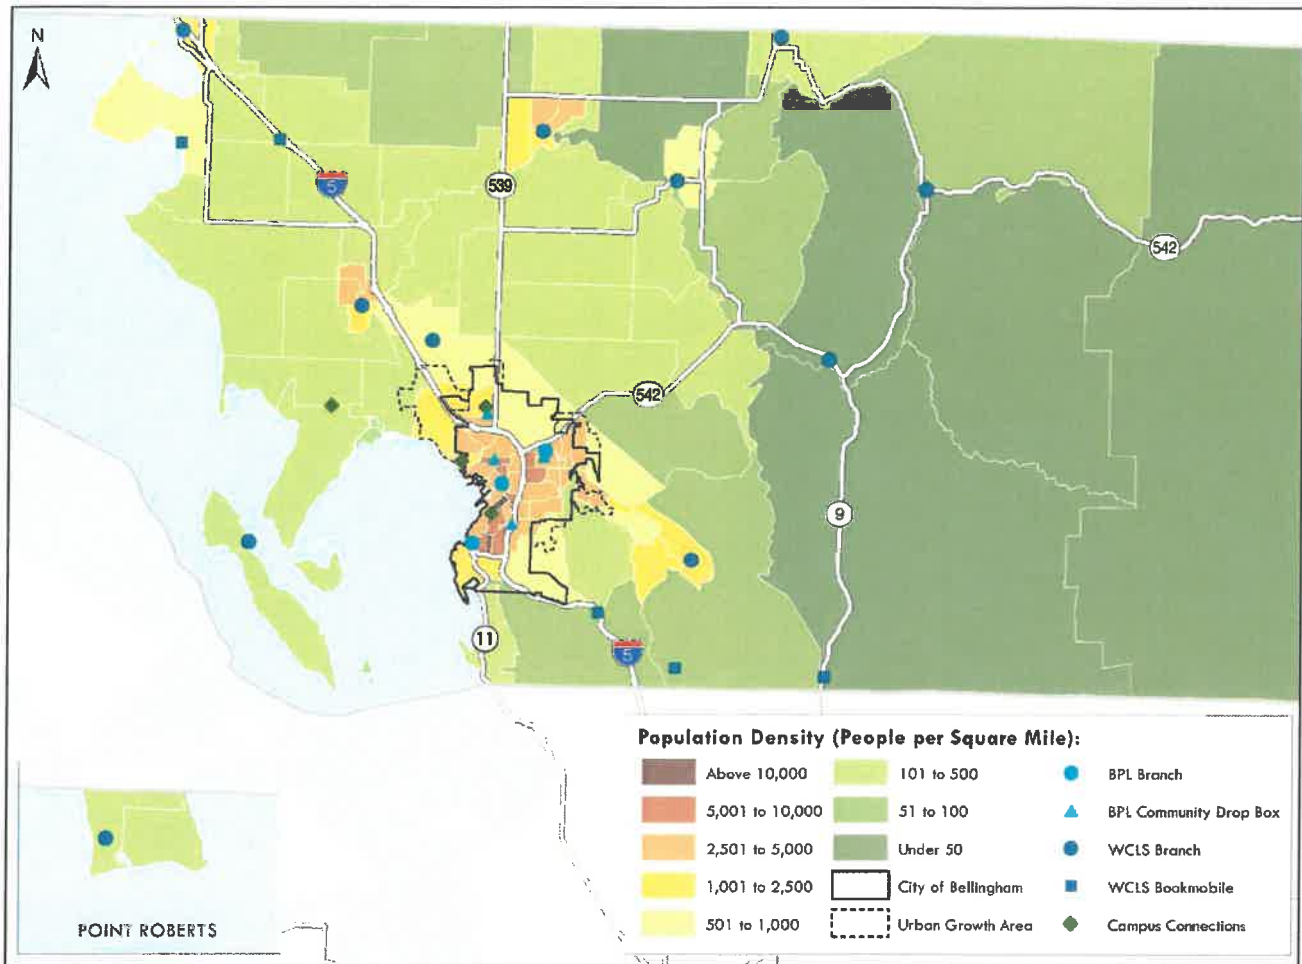 N
5
539
542
542
9
11
5
Population Density (People per Square Mile):
Above 10,000
5,001 to 10,000
2,501 to 5,000
1,001 to 2,500
501 to 1,000
101 to 500
51 to 100
Under 50
City of Bellingham
Urban Growth Area
BPL Branch
BPL Community Drop Box
WCLS Branch
WCLS Bookmobile
Campus Connections
POINT ROBERTS